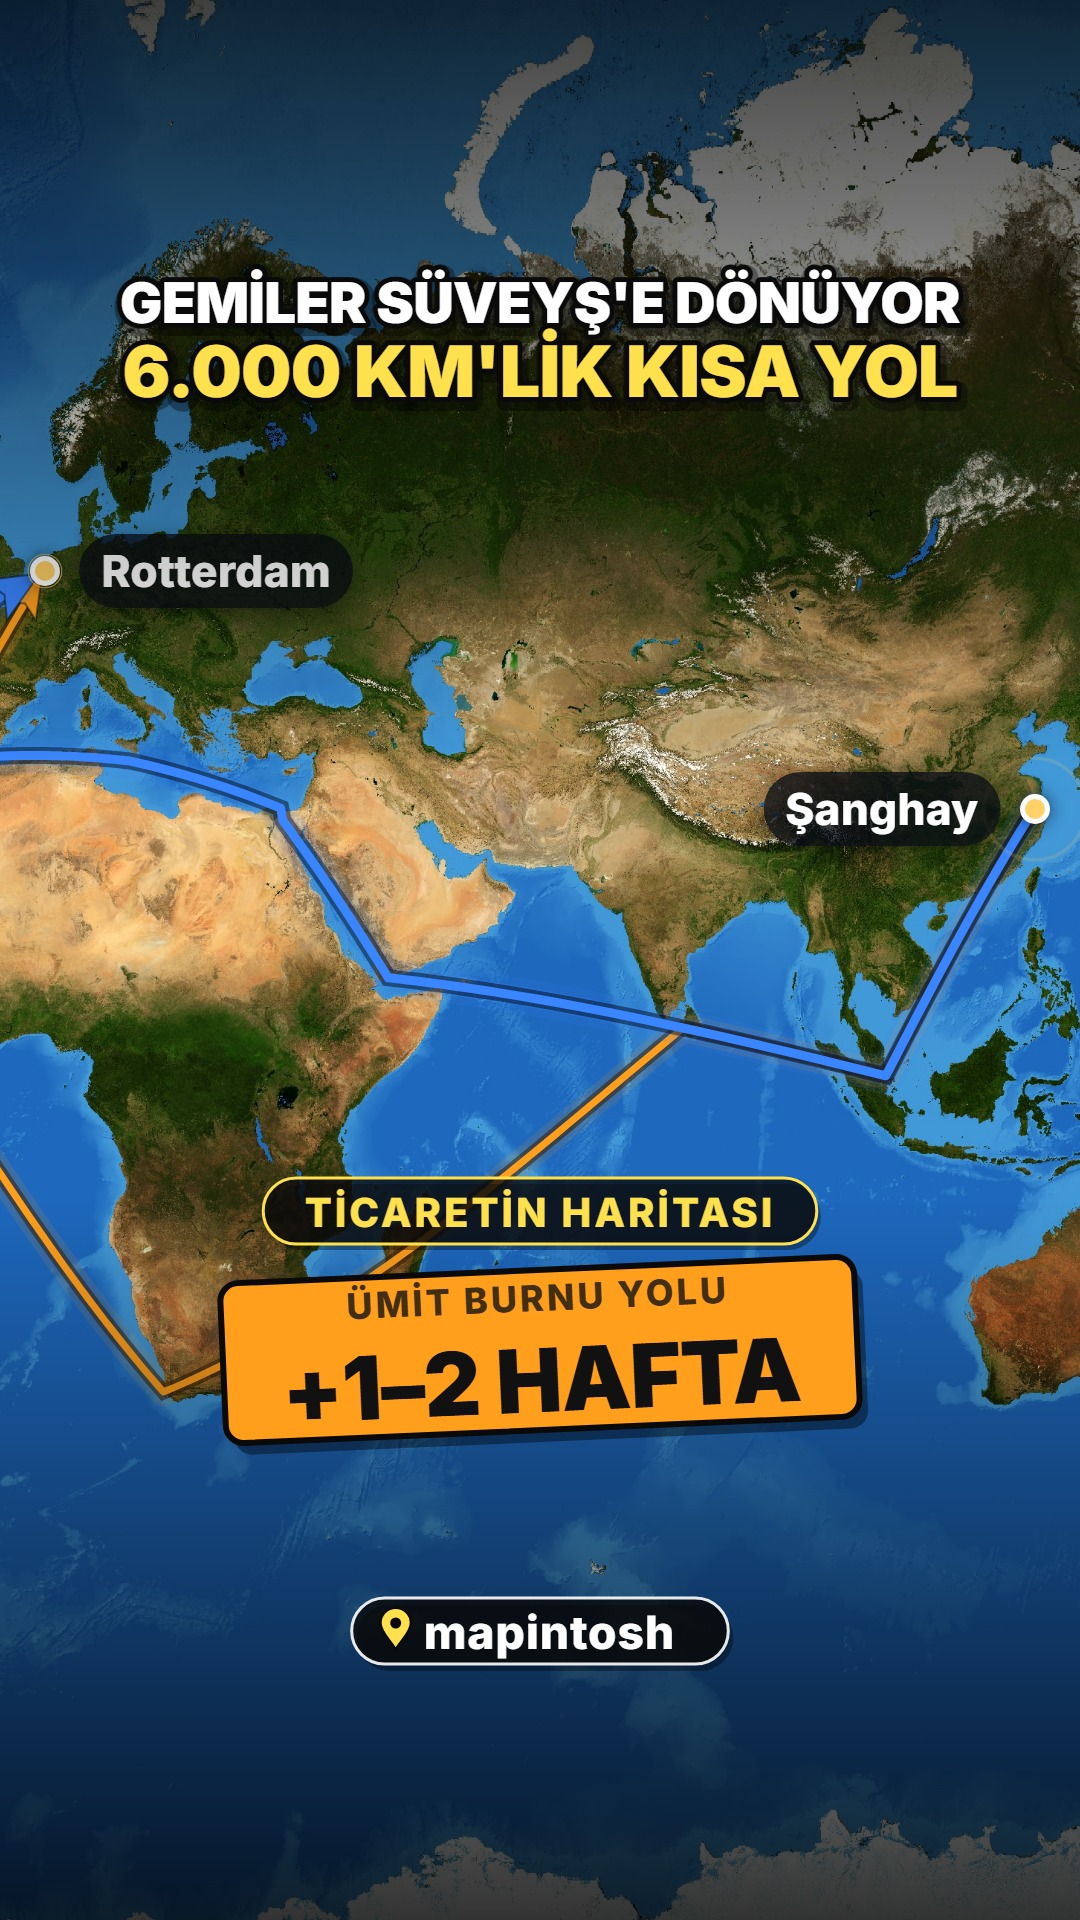 GEMİLER SÜVEYŞ'E DÖNÜYOR
6.000 KM'LİK KISA YOL
Rotterdam
Şanghay
TİCARETİN HARİTASI
ÜMİT BURNU YOLU
+1–2 HAFTA
mapintosh